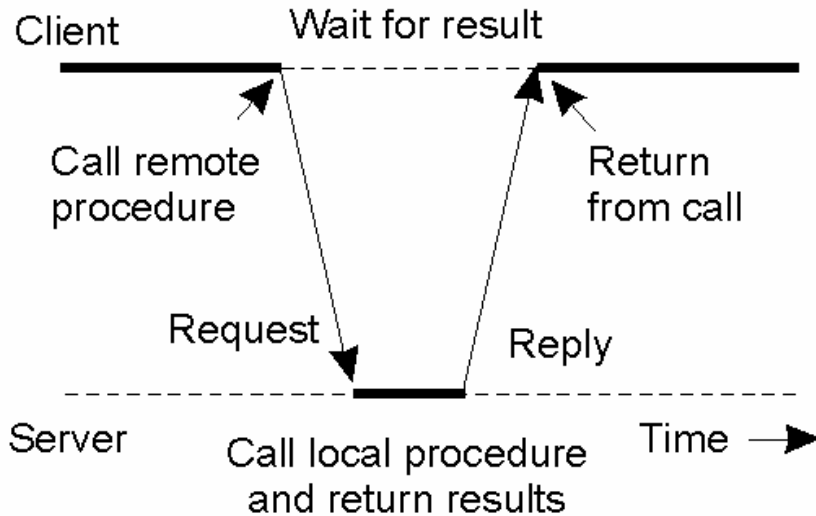 Client
Wait for result
Call remote
procedure
Return
from call
Request
Reply
Server
Call local procedure
and return results
Time